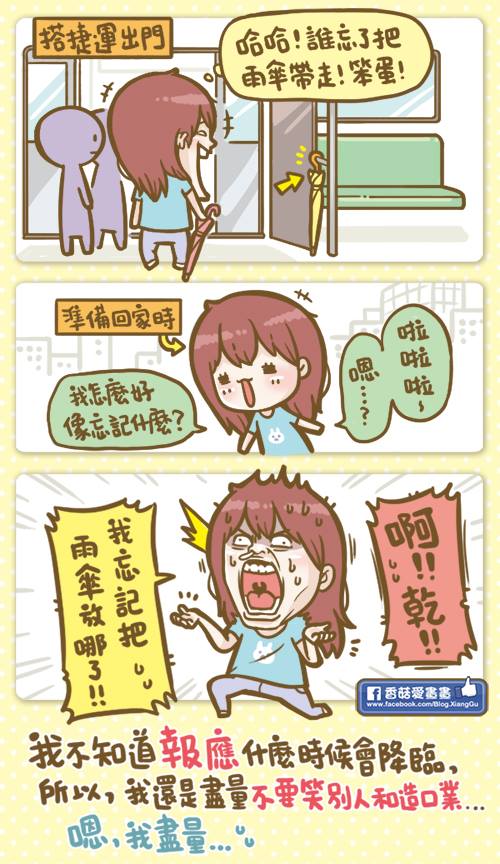 搭捷運出門
哈哈!誰忘了把
雨傘帶走!笨蛋!
準備回家時
啦啦啦~
嗯...?
我怎麼好
像忘記什麼?
啊!!乾!!
我忘記把
雨傘放哪了!!
香菇愛畫畫
www.facebook.com/Blog.XiangGu
我不知道報應什麼時候會降臨,
所以,我還是盡量不要笑別人和造口業...
嗯,我盡量...